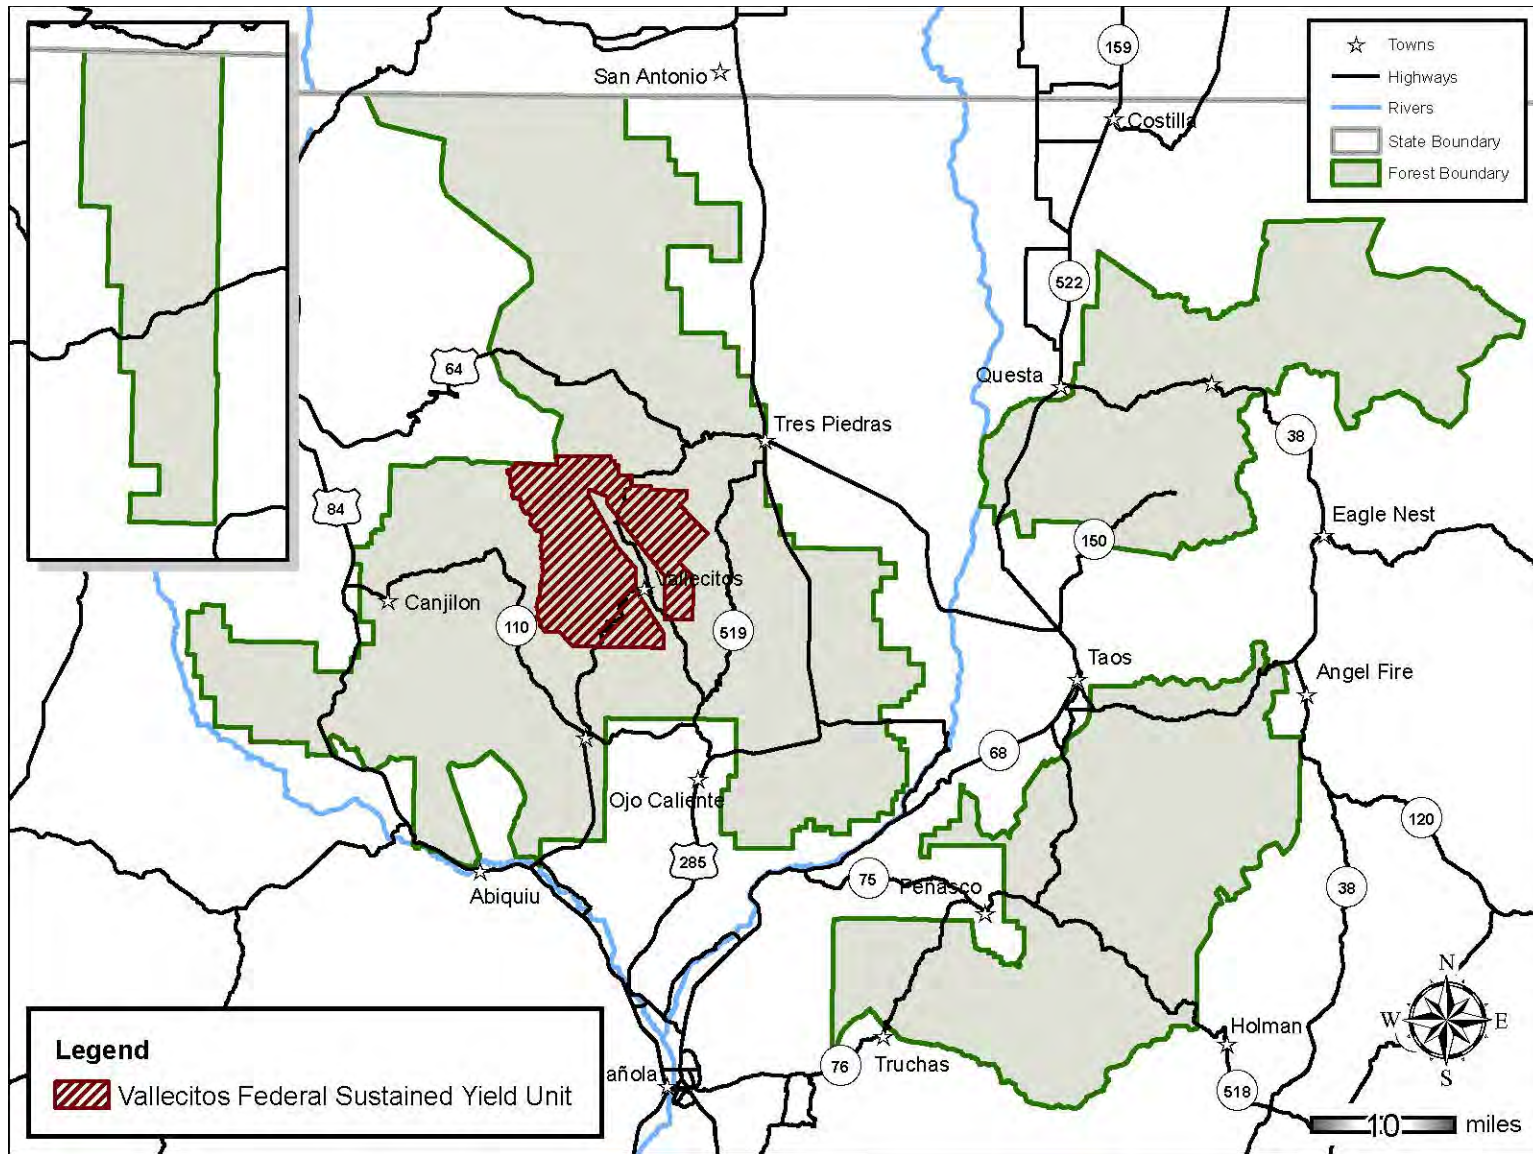 159
Towns
San Antonio
Highways
Rivers
Costilla
State Boundary
Forest Boundary
522
64
Questa
Tres Piedras
38
84
Eagle Nest
150
Vallecitos
Canjilon
110
519
Taos
Angel Fire
68
Ojo Caliente
120
285
75
Peñasco
38
Abiquiu
N
W
E
S
Holman
Legend
Truchas
76
añola
Vallecitos Federal Sustained Yield Unit
518
10 miles